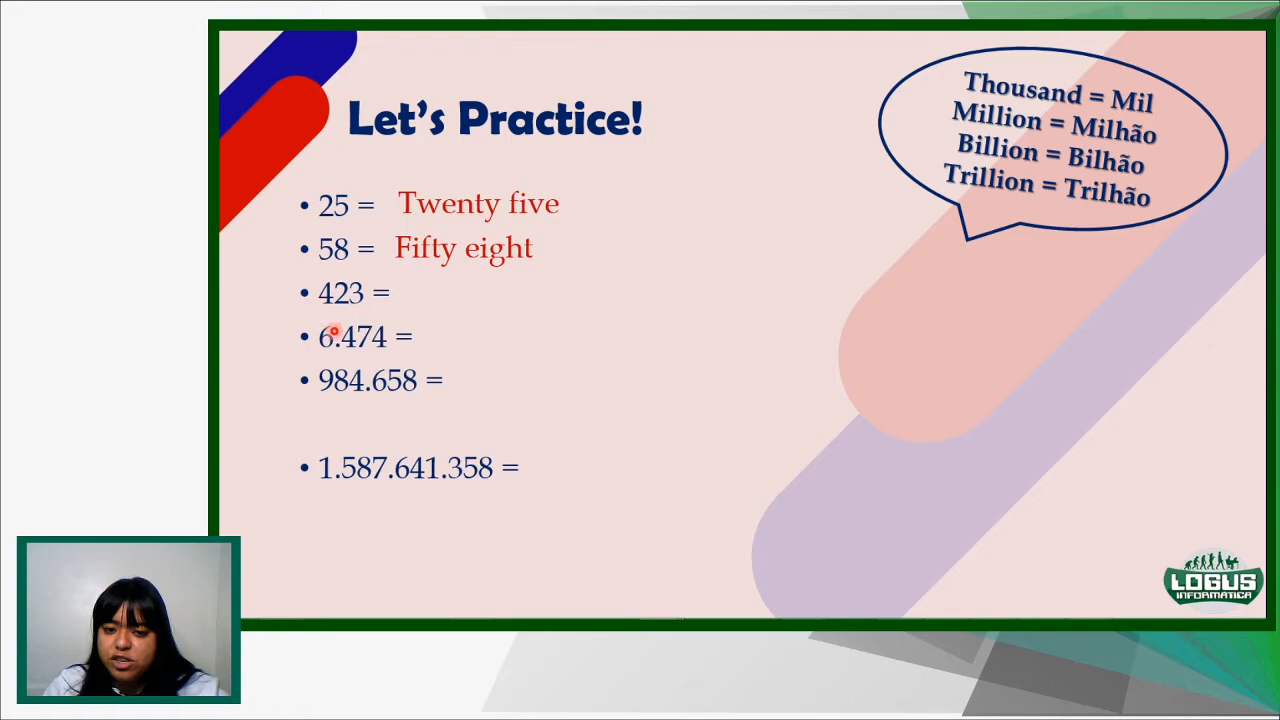 Let's Practice!
Thousand = Mil
Million = Milhão
Billion = Bilhão
Trillion = Trilhão
• 25 = Twenty five
• 58 = Fifty eight
• 423 =
• 6.474 =
• 984.658 =
• 1.587.641.358 =
LOGUS
INFORMÁTICA